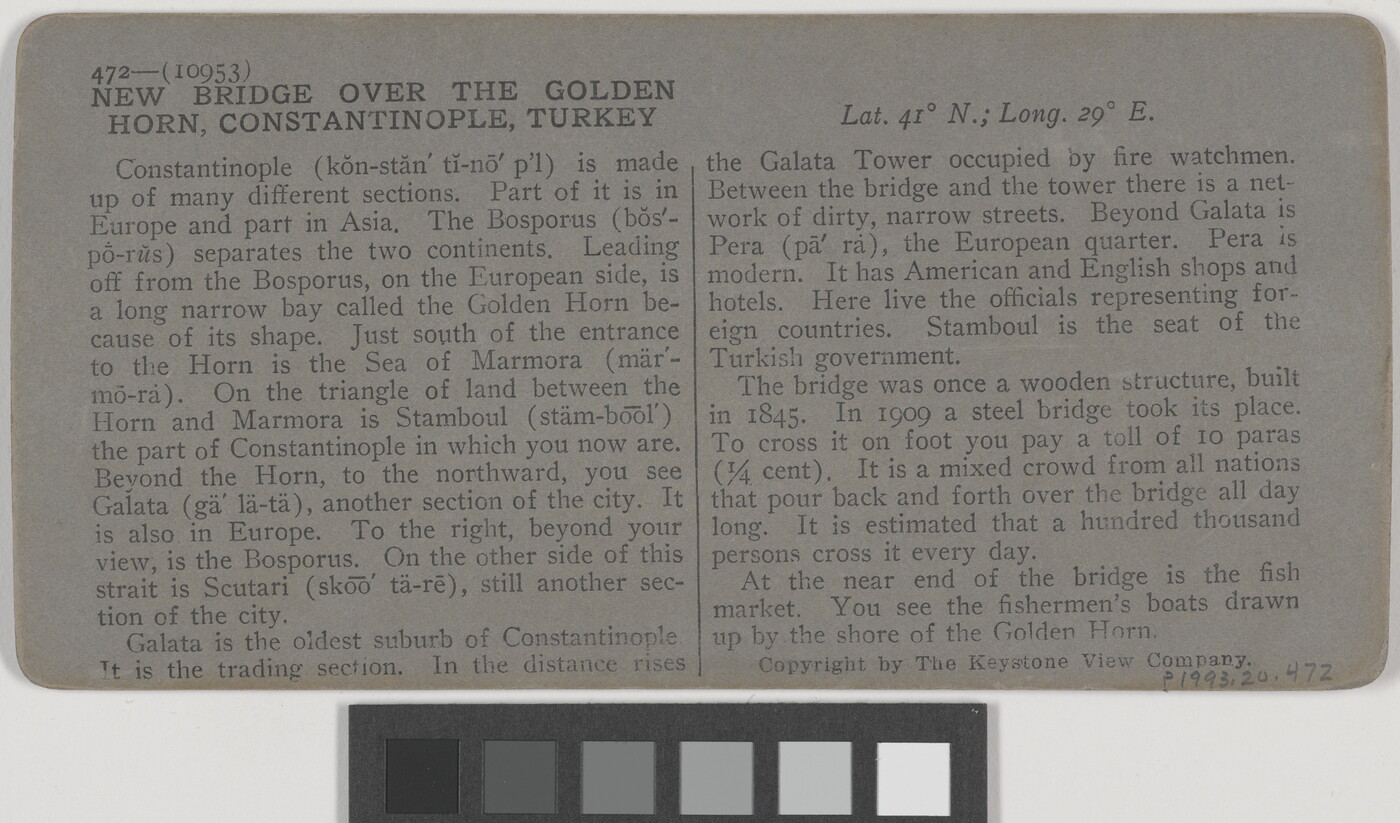 472—(10953)
NEW BRIDGE OVER THE GOLDEN
HORN, CONSTANTINOPLE, TURKEY
Constantinople (kŏn-stăn′ tĭ-nō′ p'l) is made
up of many different sections. Part of it is in
Europe and part in Asia. The Bosporus (bŏs′-
pō-rŭs) separates the two continents. Leading
off from the Bosporus, on the European side, is
a long narrow bay called the Golden Horn be-
cause of its shape. Just south of the entrance
to the Horn is the Sea of Marmora (mär′-
mō-rȧ). On the triangle of land between the
Horn and Marmora is Stamboul (stäm-bo͞ol′)
the part of Constantinople in which you now are.
Beyond the Horn, to the northward, you see
Galata (gä′ lä-tä), another section of the city. It
is also in Europe. To the right, beyond your
view, is the Bosporus. On the other side of this
strait is Scutari (sko͞o′ tä-rē), still another sec-
tion of the city.
Galata is the oldest suburb of Constantinople.
It is the trading section. In the distance rises
Lat. 41° N.; Long. 29° E.
the Galata Tower occupied by fire watchmen.
Between the bridge and the tower there is a net-
work of dirty, narrow streets. Beyond Galata is
Pera (pā′ rȧ), the European quarter. Pera is
modern. It has American and English shops and
hotels. Here live the officials representing for-
eign countries. Stamboul is the seat of the
Turkish government.
The bridge was once a wooden structure, built
in 1845. In 1909 a steel bridge took its place.
To cross it on foot you pay a toll of 10 paras
(¼ cent). It is a mixed crowd from all nations
that pour back and forth over the bridge all day
long. It is estimated that a hundred thousand
persons cross it every day.
At the near end of the bridge is the fish
market. You see the fishermen's boats drawn
up by the shore of the Golden Horn.
Copyright by The Keystone View Company.
P1993.20.472